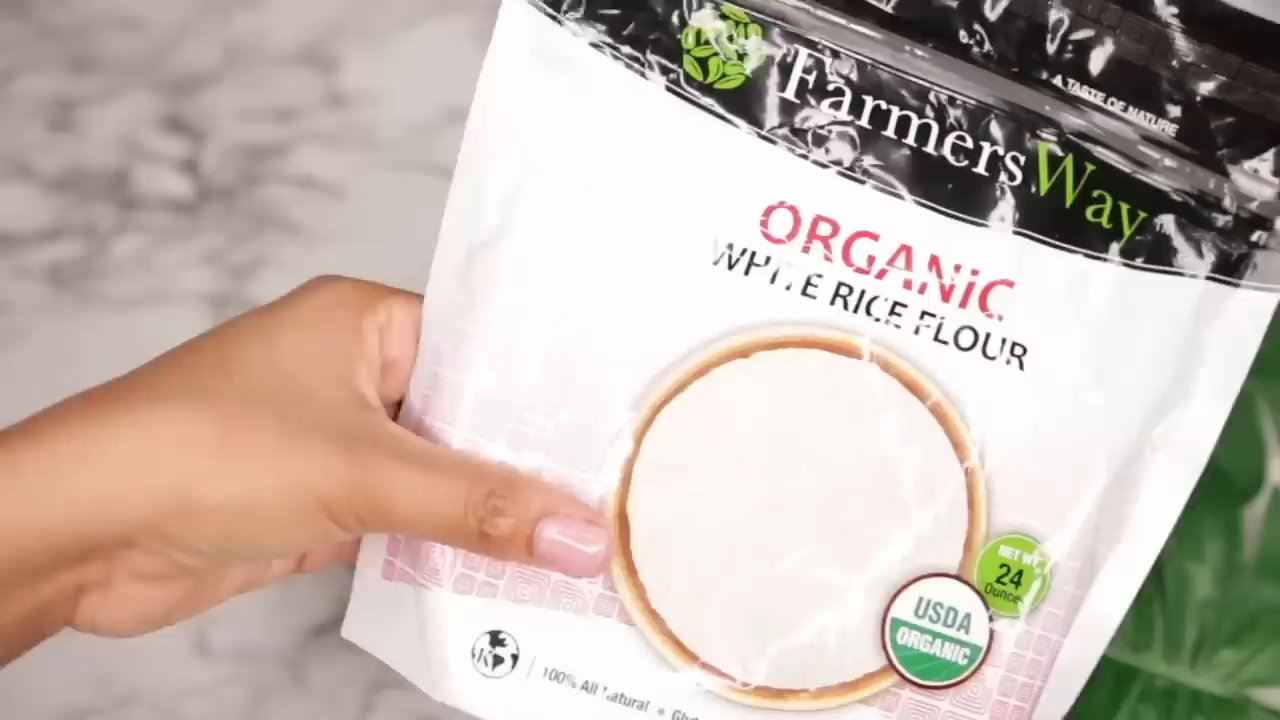 A TASTE OF NATURE
FarmersWay
ORGANiC
WHITE RICE FLOUR
NET WT.
24
Ounce
USDA
ORGANIC
100% All Natural •